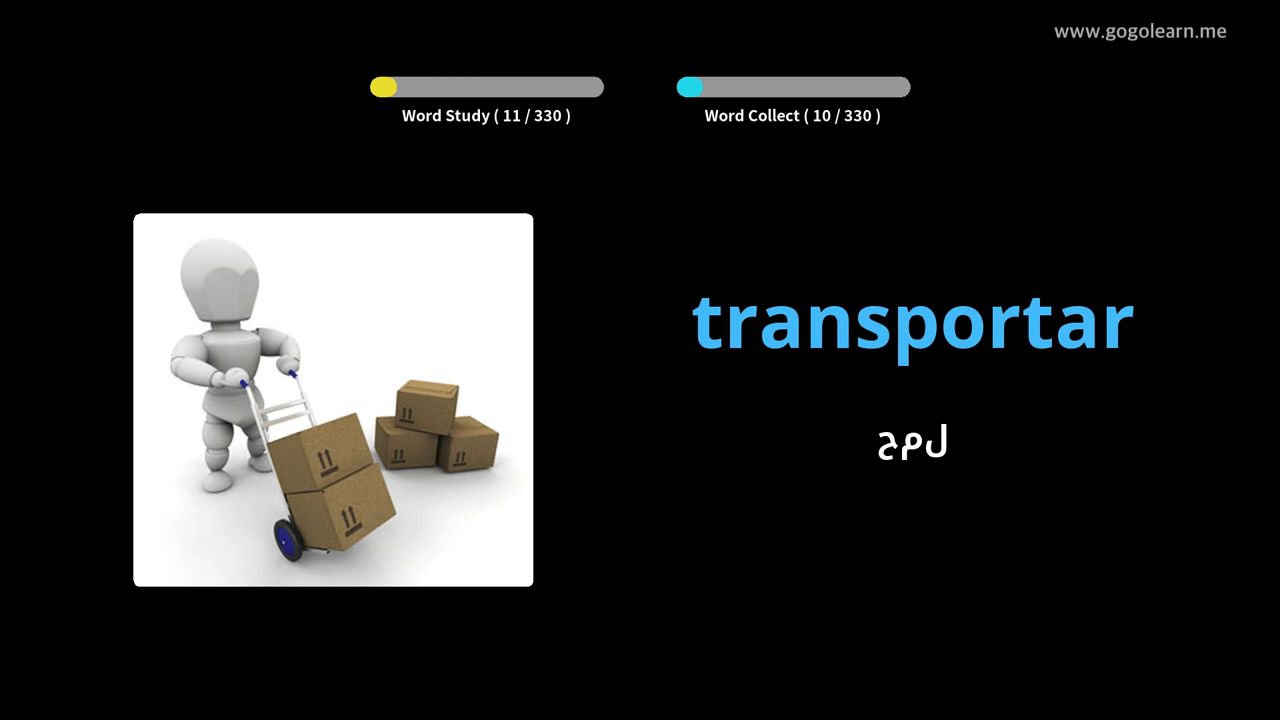 www.gogolearn.me
Word Study ( 11 / 330 )
Word Collect ( 10 / 330 )
transportar
حمل